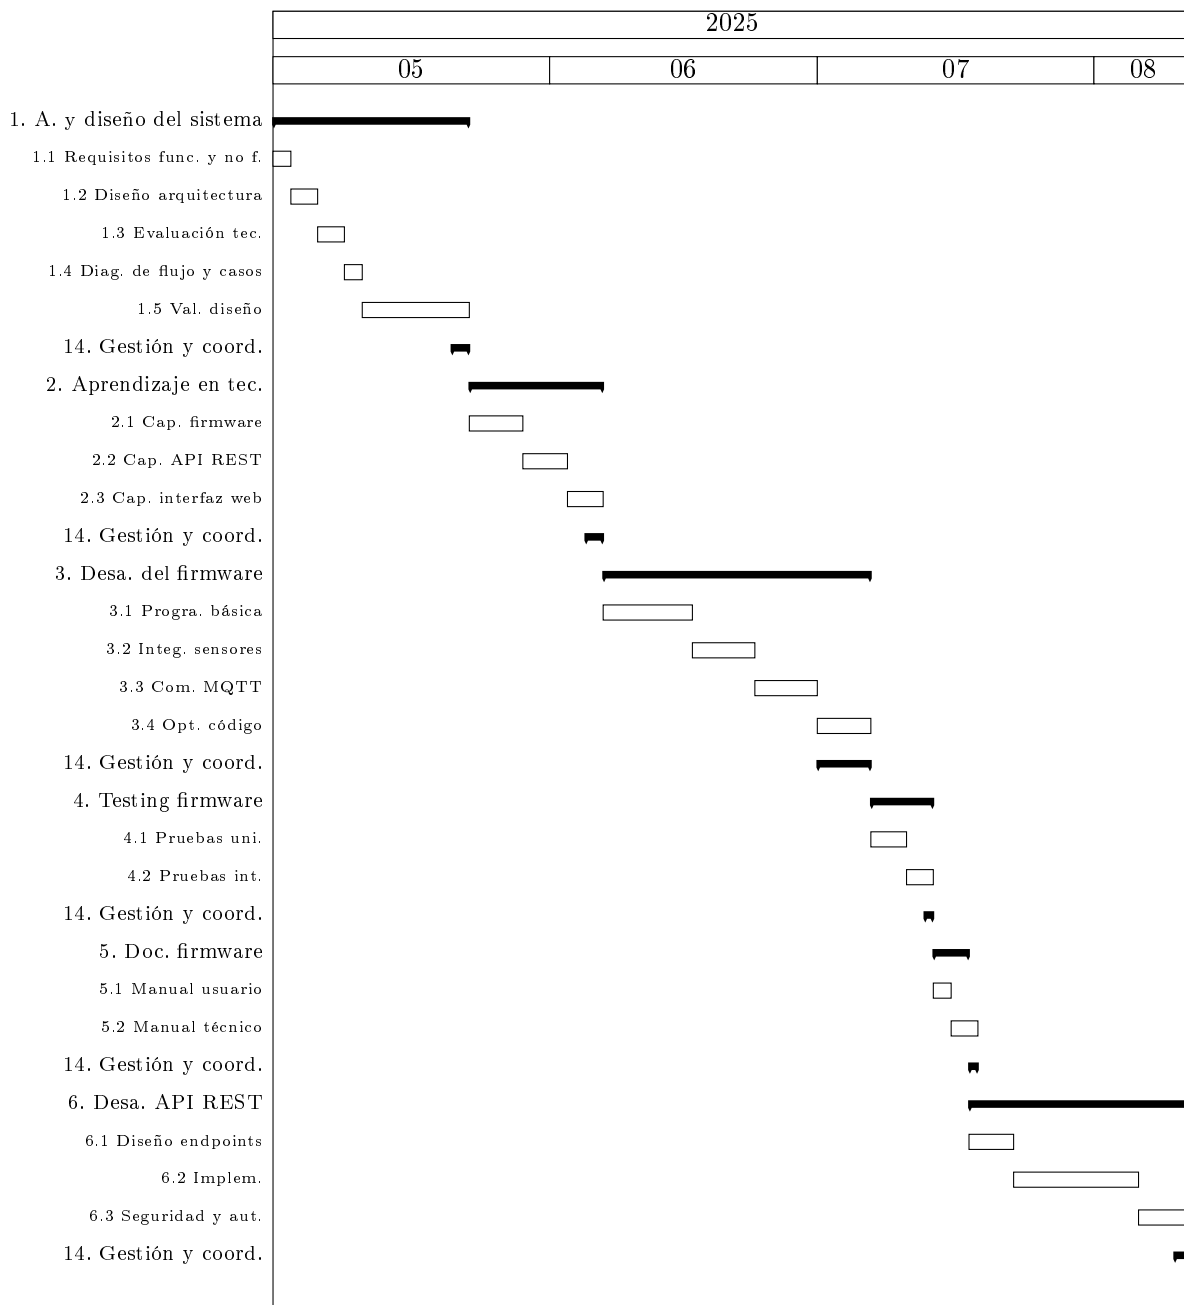 2025
05 06 07 08
1. A. y diseño del sistema
1.1 Requisitos func. y no f.
1.2 Diseño arquitectura
1.3 Evaluación tec.
1.4 Diag. de flujo y casos
1.5 Val. diseño
14. Gestión y coord.
2. Aprendizaje en tec.
2.1 Cap. firmware
2.2 Cap. API REST
2.3 Cap. interfaz web
14. Gestión y coord.
3. Desa. del firmware
3.1 Progra. básica
3.2 Integ. sensores
3.3 Com. MQTT
3.4 Opt. código
14. Gestión y coord.
4. Testing firmware
4.1 Pruebas uni.
4.2 Pruebas int.
14. Gestión y coord.
5. Doc. firmware
5.1 Manual usuario
5.2 Manual técnico
14. Gestión y coord.
6. Desa. API REST
6.1 Diseño endpoints
6.2 Implem.
6.3 Seguridad y aut.
14. Gestión y coord.